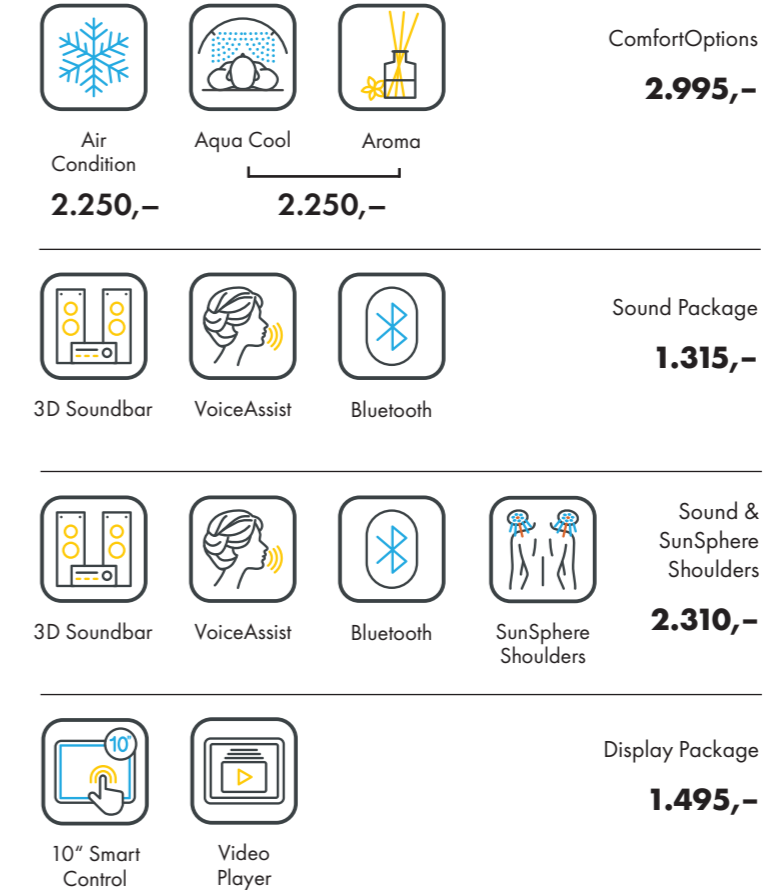 ComfortOptions
2.995,–
Air
Condition
Aqua Cool
Aroma
2.250,–
2.250,–
Sound Package
1.315,–
3D Soundbar
VoiceAssist
Bluetooth
Sound &
SunSphere
Shoulders
2.310,–
3D Soundbar
VoiceAssist
Bluetooth
SunSphere
Shoulders
10"
Display Package
1.495,–
10“ Smart
Control
Video
Player